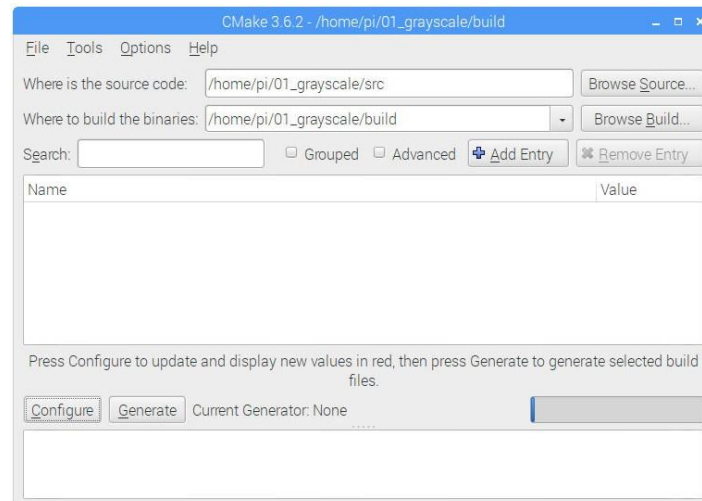 CMake 3.6.2 - /home/pi/01_grayscale/build
File Tools Options Help
Where is the source code: /home/pi/01_grayscale/src Browse Source...
Where to build the binaries: /home/pi/01_grayscale/build Browse Build...
Search: Grouped Advanced Add Entry Remove Entry
Name Value
Press Configure to update and display new values in red, then press Generate to generate selected build
files.
Configure Generate Current Generator: None